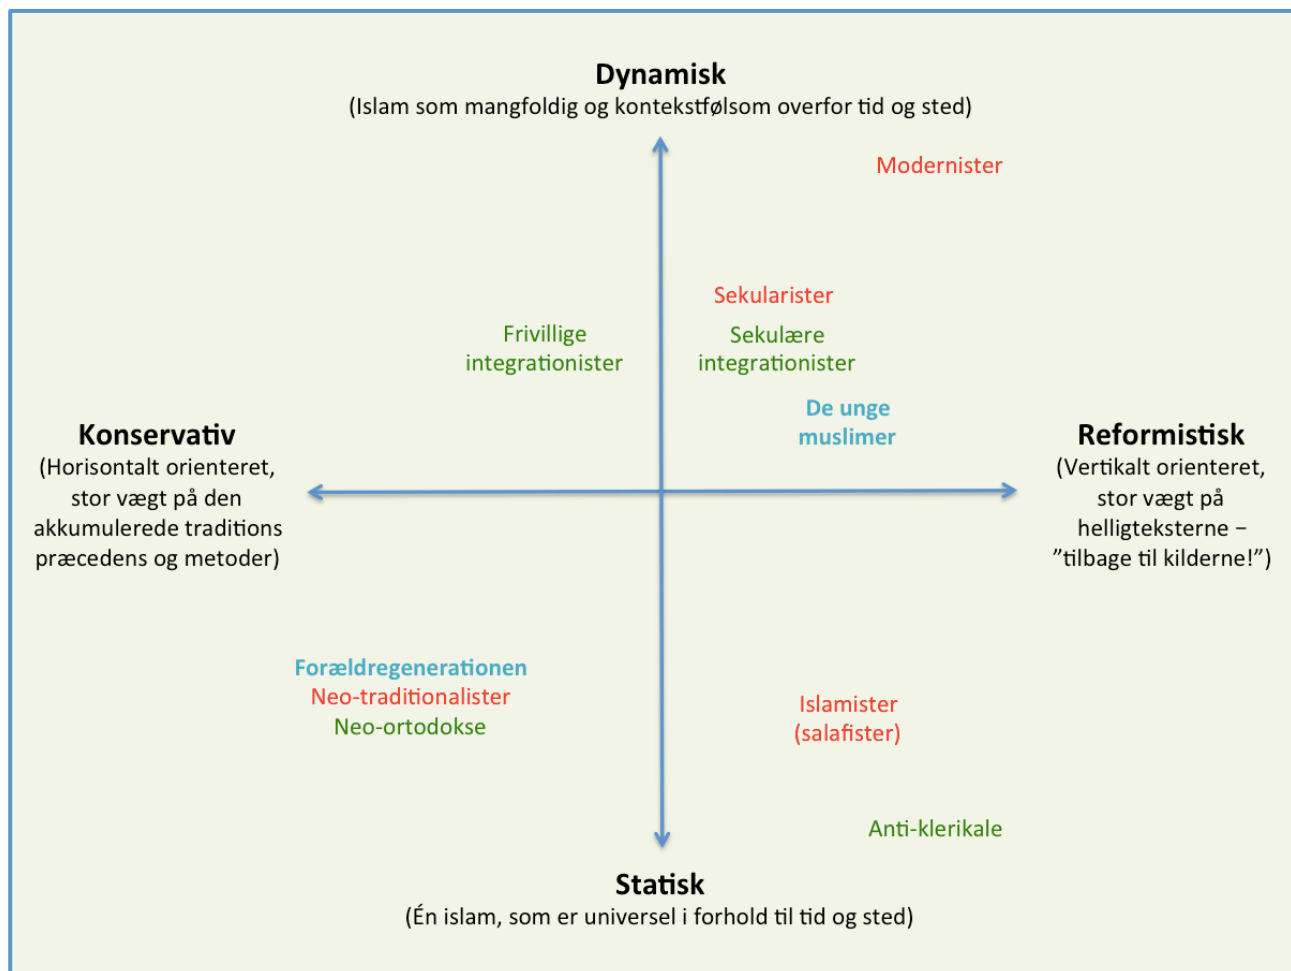 Dynamisk
(Islam som mangfoldig og kontekstfølsom overfor tid og sted)
Modernister
Sekularister
Frivillige
integrationister
Sekulære
integrationister
De unge
muslimer
Konservativ
(Horisontalt orienteret,
stor vægt på den
akkumulerede traditions
præcedens og metoder)
Reformistisk
(Vertikalt orienteret,
stor vægt på
helligteksterne –
”tilbage til kilderne!”)
Forældregenerationen
Neo-traditionalister
Neo-ortodokse
Islamister
(salafister)
Anti-klerikale
Statisk
(Én islam, som er universel i forhold til tid og sted)